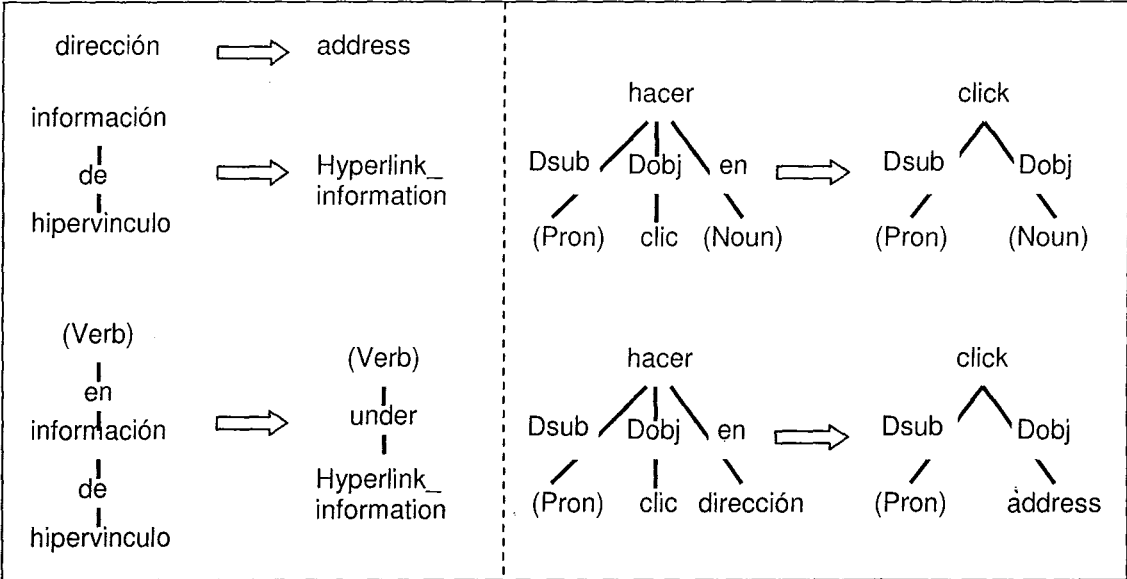 dirección address
información
de
hipervinculo
Hyperlink_
information
(Verb)
en
información
de
hipervinculo
(Verb)
under
Hyperlink_
information
hacer
Dsub Dobj en
(Pron) clic (Noun)
click
Dsub Dobj
(Pron) (Noun)
hacer
Dsub Dobj en
(Pron) clic dirección
click
Dsub Dobj
(Pron) address